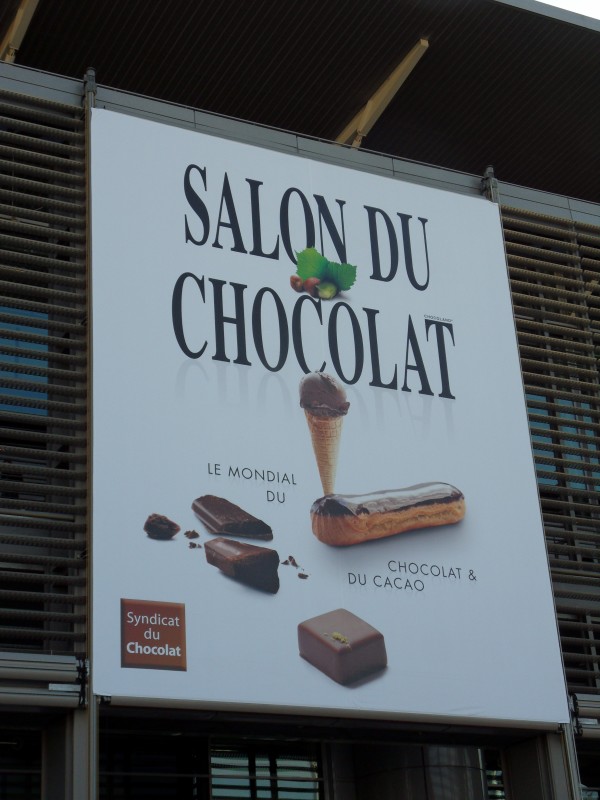 SALON DU
CHOCOLAT
LE MONDIAL
DU
CHOCOLAT &
DU CACAO
Syndicat
du
Chocolat